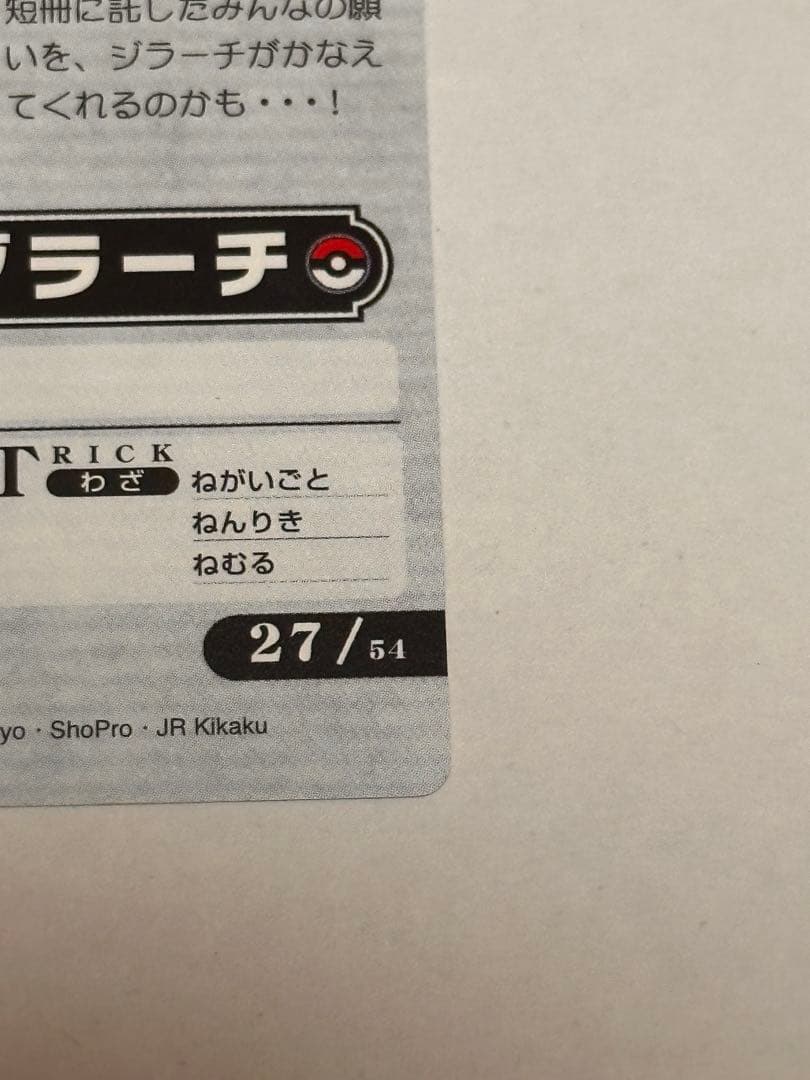 短冊に託したみんなの願
いを、ジラーチがかなえ
てくれるのかも・・・!
ジラーチ
TRICK
わざ ねがいごと
ねんりき
ねむる
27/54
yo・ShoPro・JR Kikaku